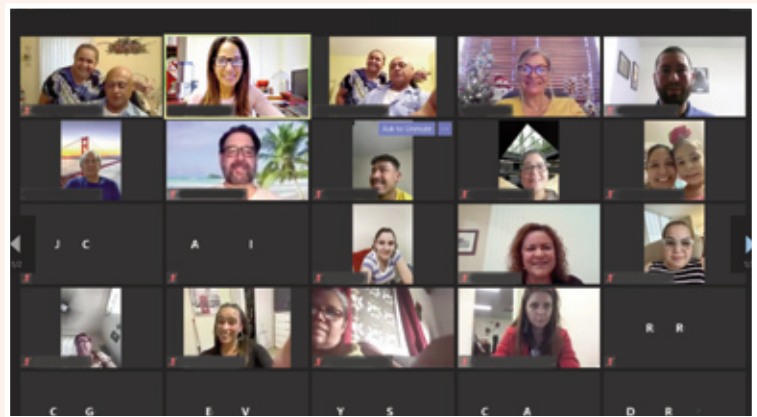 Ask to Unmute ...
J C
A I
R R
C G
E V
Y S
C A
D R